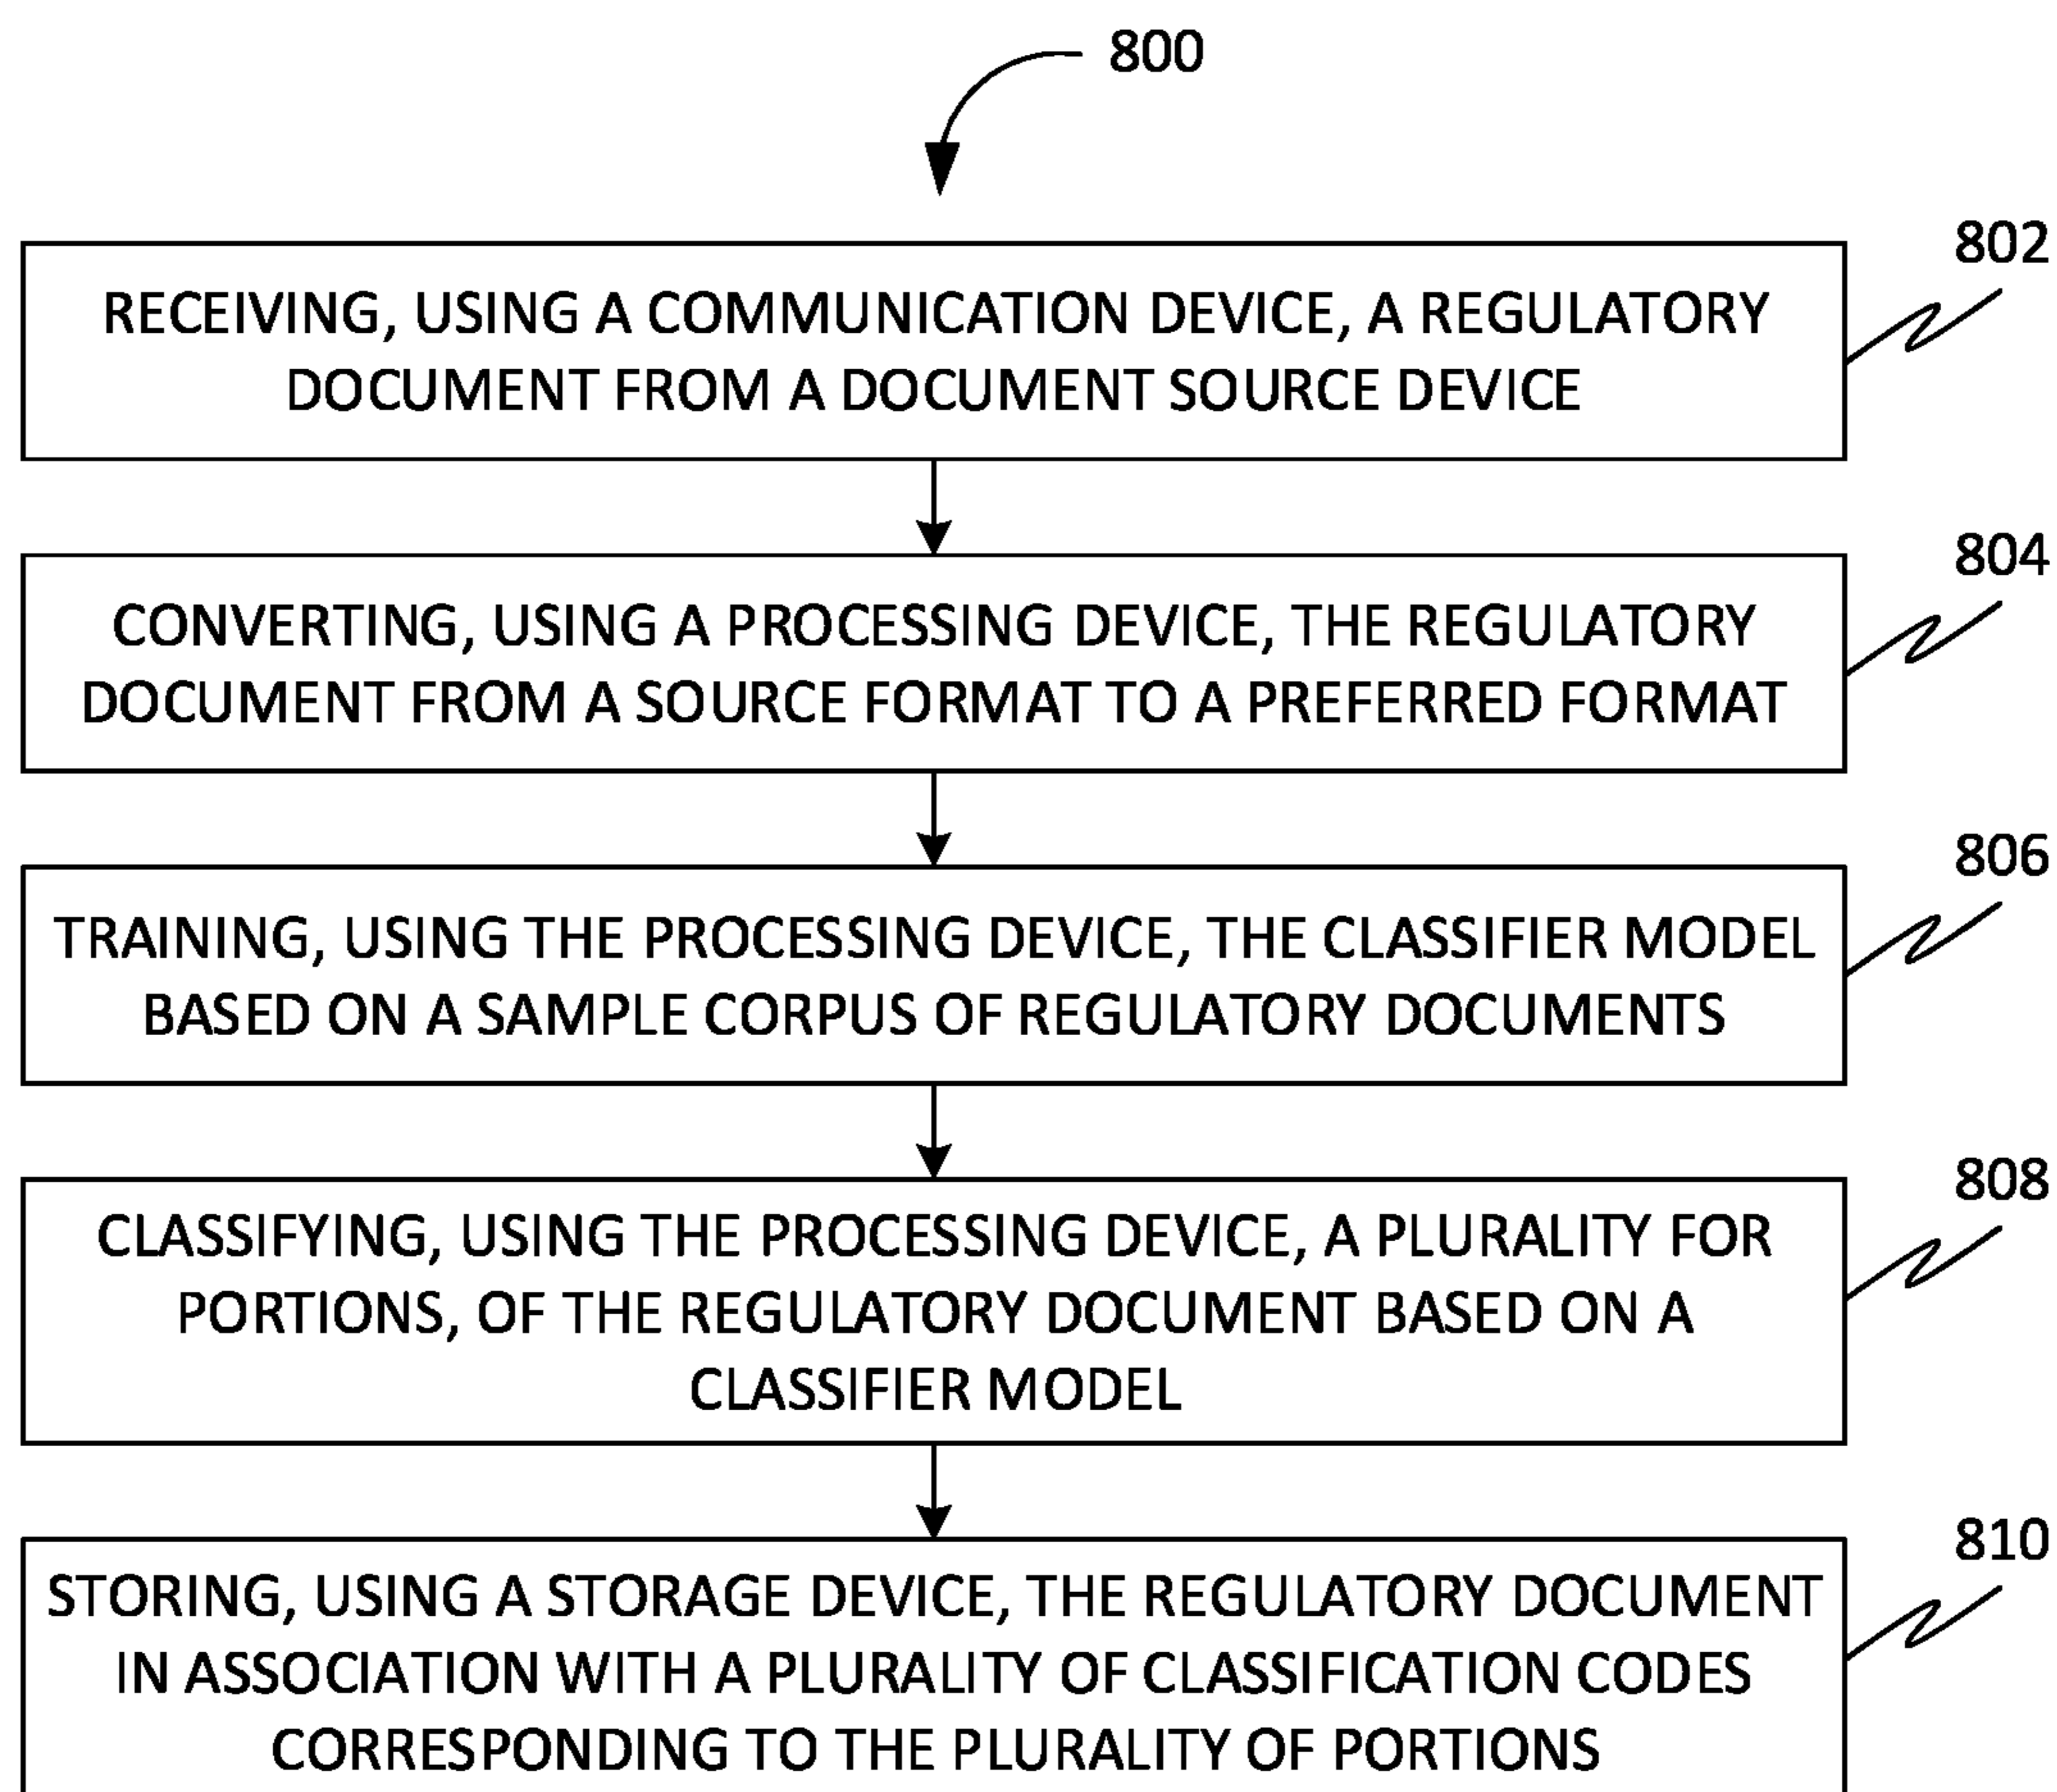 800
802
RECEIVING, USING A COMMUNICATION DEVICE, A REGULATORY
DOCUMENT FROM A DOCUMENT SOURCE DEVICE
804
CONVERTING, USING A PROCESSING DEVICE, THE REGULATORY
DOCUMENT FROM A SOURCE FORMAT TO A PREFERRED FORMAT
806
TRAINING, USING THE PROCESSING DEVICE, THE CLASSIFIER MODEL
BASED ON A SAMPLE CORPUS OF REGULATORY DOCUMENTS
808
CLASSIFYING, USING THE PROCESSING DEVICE, A PLURALITY FOR
PORTIONS, OF THE REGULATORY DOCUMENT BASED ON A
CLASSIFIER MODEL
810
STORING, USING A STORAGE DEVICE, THE REGULATORY DOCUMENT
IN ASSOCIATION WITH A PLURALITY OF CLASSIFICATION CODES
CORRESPONDING TO THE PLURALITY OF PORTIONS